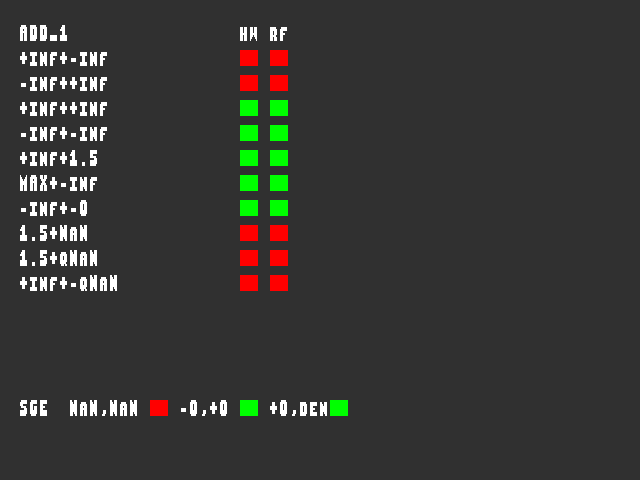 ADD_1 HW RF
+INF+-INF
-INF++INF
+INF++INF
-INF+-INF
+INF+1.5
MAX+-INF
-INF+-0
1.5+NAN
1.5+QNAN
+INF+-QNAN
SGE NAN,NAN -0,+0 +0,DEN